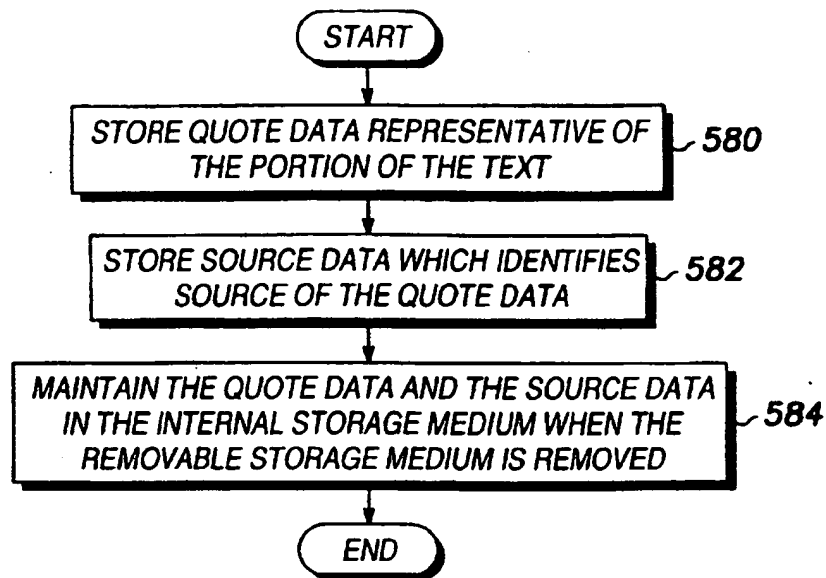 START
STORE QUOTE DATA REPRESENTATIVE OF
THE PORTION OF THE TEXT
580
STORE SOURCE DATA WHICH IDENTIFIES
SOURCE OF THE QUOTE DATA
582
MAINTAIN THE QUOTE DATA AND THE SOURCE DATA
IN THE INTERNAL STORAGE MEDIUM WHEN THE
REMOVABLE STORAGE MEDIUM IS REMOVED
584
END